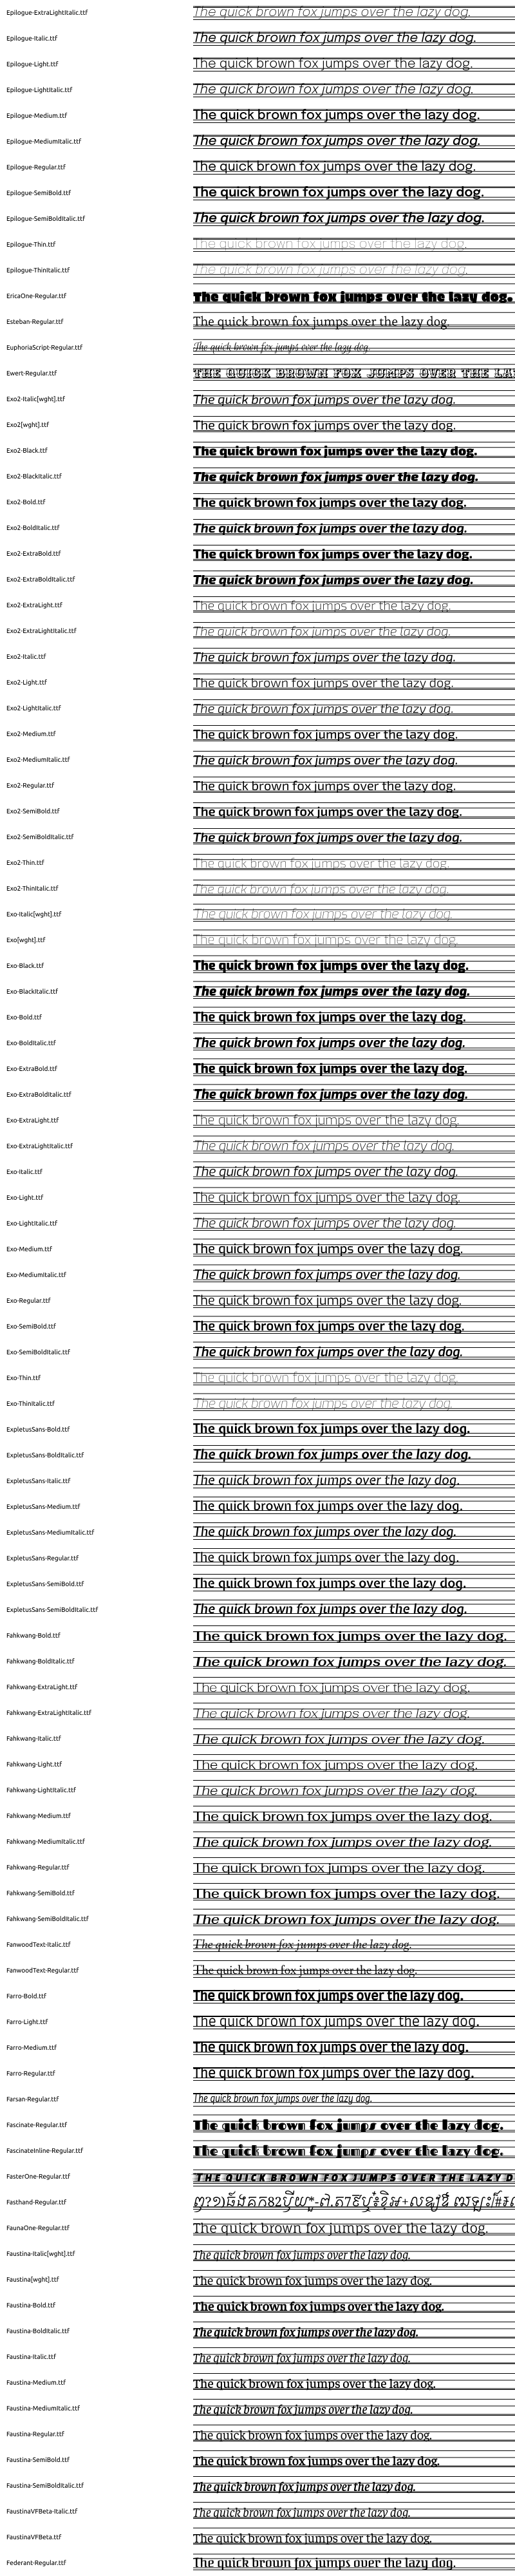 Epilogue-ExtraLightItalic.ttf The quick brown fox jumps over the lazy dog.
Epilogue-Italic.ttf The quick brown fox jumps over the lazy dog.
Epilogue-Light.ttf The quick brown fox jumps over the lazy dog.
Epilogue-LightItalic.ttf The quick brown fox jumps over the lazy dog.
Epilogue-Medium.ttf The quick brown fox jumps over the lazy dog.
Epilogue-MediumItalic.ttf The quick brown fox jumps over the lazy dog.
Epilogue-Regular.ttf The quick brown fox jumps over the lazy dog.
Epilogue-SemiBold.ttf The quick brown fox jumps over the lazy dog.
Epilogue-SemiBoldItalic.ttf The quick brown fox jumps over the lazy dog.
Epilogue-Thin.ttf The quick brown fox jumps over the lazy dog.
Epilogue-ThinItalic.ttf The quick brown fox jumps over the lazy dog.
EricaOne-Regular.ttf The quick brown fox jumps over the lazy dog.
Esteban-Regular.ttf The quick brown fox jumps over the lazy dog.
EuphoriaScript-Regular.ttf The quick brown fox jumps over the lazy dog.
Ewert-Regular.ttf THE QUICK BROWN FOX JUMPS OVER THE LA
Exo2-Italic[wght].ttf The quick brown fox jumps over the lazy dog.
Exo2[wght].ttf The quick brown fox jumps over the lazy dog.
Exo2-Black.ttf The quick brown fox jumps over the lazy dog.
Exo2-BlackItalic.ttf The quick brown fox jumps over the lazy dog.
Exo2-Bold.ttf The quick brown fox jumps over the lazy dog.
Exo2-BoldItalic.ttf The quick brown fox jumps over the lazy dog.
Exo2-ExtraBold.ttf The quick brown fox jumps over the lazy dog.
Exo2-ExtraBoldItalic.ttf The quick brown fox jumps over the lazy dog.
Exo2-ExtraLight.ttf The quick brown fox jumps over the lazy dog.
Exo2-ExtraLightItalic.ttf The quick brown fox jumps over the lazy dog.
Exo2-Italic.ttf The quick brown fox jumps over the lazy dog.
Exo2-Light.ttf The quick brown fox jumps over the lazy dog.
Exo2-LightItalic.ttf The quick brown fox jumps over the lazy dog.
Exo2-Medium.ttf The quick brown fox jumps over the lazy dog.
Exo2-MediumItalic.ttf The quick brown fox jumps over the lazy dog.
Exo2-Regular.ttf The quick brown fox jumps over the lazy dog.
Exo2-SemiBold.ttf The quick brown fox jumps over the lazy dog.
Exo2-SemiBoldItalic.ttf The quick brown fox jumps over the lazy dog.
Exo2-Thin.ttf The quick brown fox jumps over the lazy dog.
Exo2-ThinItalic.ttf The quick brown fox jumps over the lazy dog.
Exo-Italic[wght].ttf The quick brown fox jumps over the lazy dog.
Exo[wght].ttf The quick brown fox jumps over the lazy dog.
Exo-Black.ttf The quick brown fox jumps over the lazy dog.
Exo-BlackItalic.ttf The quick brown fox jumps over the lazy dog.
Exo-Bold.ttf The quick brown fox jumps over the lazy dog.
Exo-BoldItalic.ttf The quick brown fox jumps over the lazy dog.
Exo-ExtraBold.ttf The quick brown fox jumps over the lazy dog.
Exo-ExtraBoldItalic.ttf The quick brown fox jumps over the lazy dog.
Exo-ExtraLight.ttf The quick brown fox jumps over the lazy dog.
Exo-ExtraLightItalic.ttf The quick brown fox jumps over the lazy dog.
Exo-Italic.ttf The quick brown fox jumps over the lazy dog.
Exo-Light.ttf The quick brown fox jumps over the lazy dog.
Exo-LightItalic.ttf The quick brown fox jumps over the lazy dog.
Exo-Medium.ttf The quick brown fox jumps over the lazy dog.
Exo-MediumItalic.ttf The quick brown fox jumps over the lazy dog.
Exo-Regular.ttf The quick brown fox jumps over the lazy dog.
Exo-SemiBold.ttf The quick brown fox jumps over the lazy dog.
Exo-SemiBoldItalic.ttf The quick brown fox jumps over the lazy dog.
Exo-Thin.ttf The quick brown fox jumps over the lazy dog.
Exo-ThinItalic.ttf The quick brown fox jumps over the lazy dog.
ExpletusSans-Bold.ttf The quick brown fox jumps over the lazy dog.
ExpletusSans-BoldItalic.ttf The quick brown fox jumps over the lazy dog.
ExpletusSans-Italic.ttf The quick brown fox jumps over the lazy dog.
ExpletusSans-Medium.ttf The quick brown fox jumps over the lazy dog.
ExpletusSans-MediumItalic.ttf The quick brown fox jumps over the lazy dog.
ExpletusSans-Regular.ttf The quick brown fox jumps over the lazy dog.
ExpletusSans-SemiBold.ttf The quick brown fox jumps over the lazy dog.
ExpletusSans-SemiBoldItalic.ttf The quick brown fox jumps over the lazy dog.
Fahkwang-Bold.ttf The quick brown fox jumps over the lazy dog.
Fahkwang-BoldItalic.ttf The quick brown fox jumps over the lazy dog.
Fahkwang-ExtraLight.ttf The quick brown fox jumps over the lazy dog.
Fahkwang-ExtraLightItalic.ttf The quick brown fox jumps over the lazy dog.
Fahkwang-Italic.ttf The quick brown fox jumps over the lazy dog.
Fahkwang-Light.ttf The quick brown fox jumps over the lazy dog.
Fahkwang-LightItalic.ttf The quick brown fox jumps over the lazy dog.
Fahkwang-Medium.ttf The quick brown fox jumps over the lazy dog.
Fahkwang-MediumItalic.ttf The quick brown fox jumps over the lazy dog.
Fahkwang-Regular.ttf The quick brown fox jumps over the lazy dog.
Fahkwang-SemiBold.ttf The quick brown fox jumps over the lazy dog.
Fahkwang-SemiBoldItalic.ttf The quick brown fox jumps over the lazy dog.
FanwoodText-Italic.ttf The quick brown fox jumps over the lazy dog.
FanwoodText-Regular.ttf The quick brown fox jumps over the lazy dog.
Farro-Bold.ttf The quick brown fox jumps over the lazy dog.
Farro-Light.ttf The quick brown fox jumps over the lazy dog.
Farro-Medium.ttf The quick brown fox jumps over the lazy dog.
Farro-Regular.ttf The quick brown fox jumps over the lazy dog.
Farsan-Regular.ttf The quick brown fox jumps over the lazy dog.
Fascinate-Regular.ttf The quick brown fox jumps over the lazy dog.
FascinateInline-Regular.ttf The quick brown fox jumps over the lazy dog.
FasterOne-Regular.ttf THE QUICK BROWN FOX JUMPS OVER THE LAZY D
Fasthand-Regular.ttf
FaunaOne-Regular.ttf The quick brown fox jumps over the lazy dog.
Faustina-Italic[wght].ttf The quick brown fox jumps over the lazy dog.
Faustina[wght].ttf The quick brown fox jumps over the lazy dog.
Faustina-Bold.ttf The quick brown fox jumps over the lazy dog.
Faustina-BoldItalic.ttf The quick brown fox jumps over the lazy dog.
Faustina-Italic.ttf The quick brown fox jumps over the lazy dog.
Faustina-Medium.ttf The quick brown fox jumps over the lazy dog.
Faustina-MediumItalic.ttf The quick brown fox jumps over the lazy dog.
Faustina-Regular.ttf The quick brown fox jumps over the lazy dog.
Faustina-SemiBold.ttf The quick brown fox jumps over the lazy dog.
Faustina-SemiBoldItalic.ttf The quick brown fox jumps over the lazy dog.
FaustinaVFBeta-Italic.ttf The quick brown fox jumps over the lazy dog.
FaustinaVFBeta.ttf The quick brown fox jumps over the lazy dog.
Federant-Regular.ttf The quick brown fox jumps over the lazy dog.